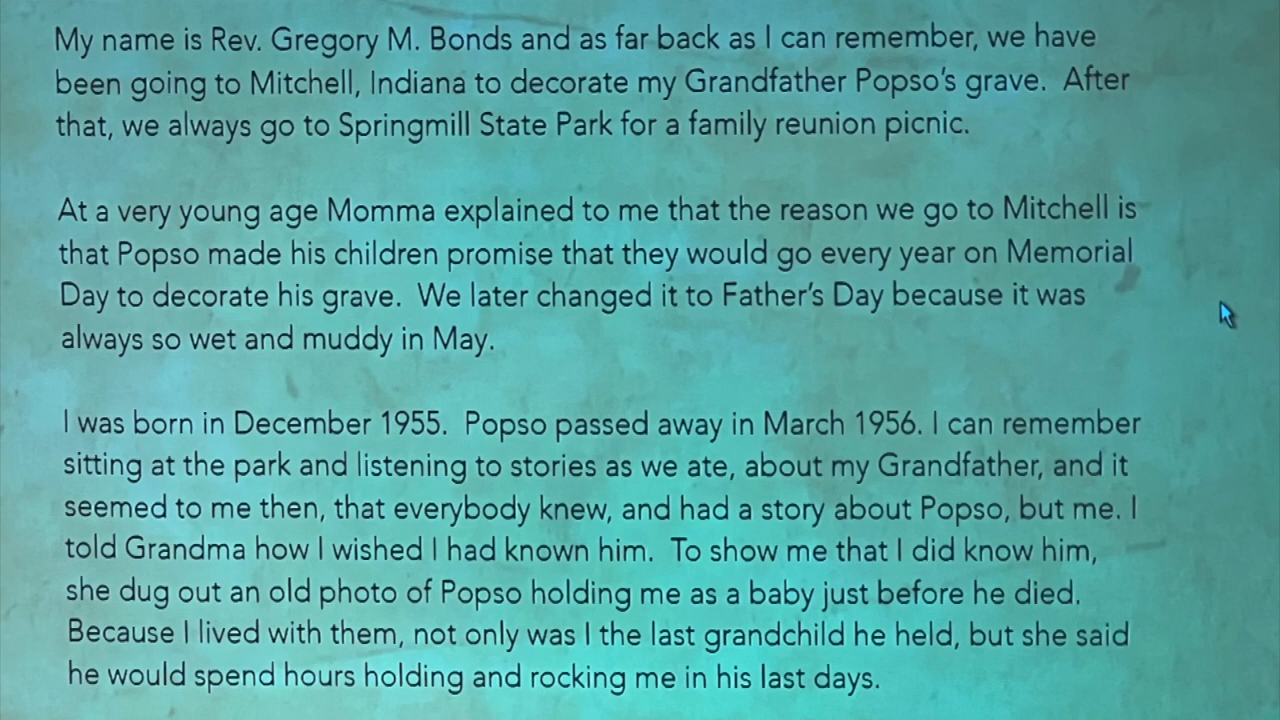 My name is Rev. Gregory M. Bonds and as far back as I can remember, we have
been going to Mitchell, Indiana to decorate my Grandfather Popso's grave.  After
that, we always go to Springmill State Park for a family reunion picnic.
At a very young age Momma explained to me that the reason we go to Mitchell is
that Popso made his children promise that they would go every year on Memorial
Day to decorate his grave.  We later changed it to Father's Day because it was
always so wet and muddy in May.
I was born in December 1955.  Popso passed away in March 1956. I can remember
sitting at the park and listening to stories as we ate, about my Grandfather, and it
seemed to me then, that everybody knew, and had a story about Popso, but me. I
told Grandma how I wished I had known him.  To show me that I did know him,
she dug out an old photo of Popso holding me as a baby just before he died.
Because I lived with them, not only was I the last grandchild he held, but she said
he would spend hours holding and rocking me in his last days.